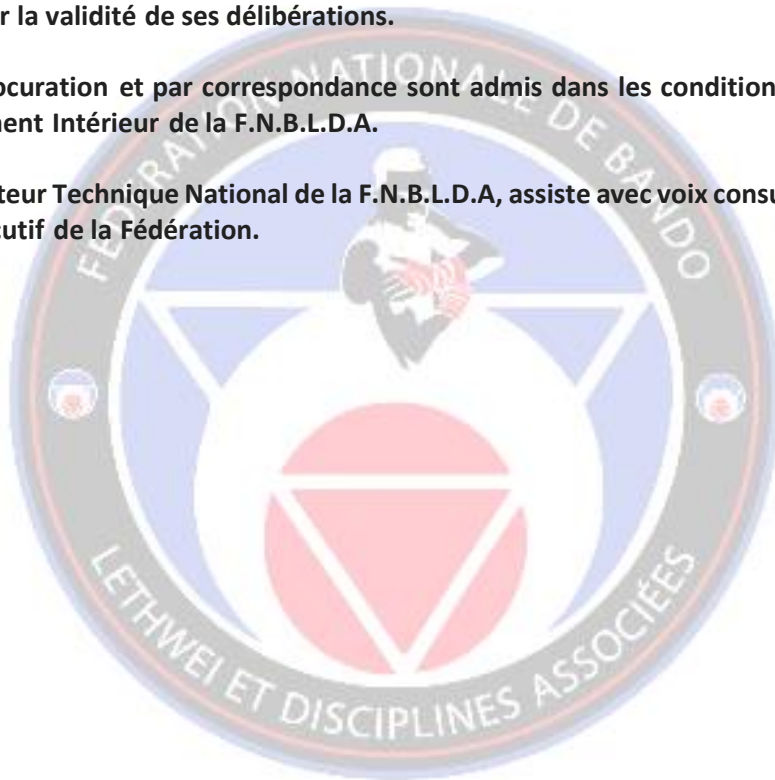 r la validité de ses délibérations.
ocuration et par correspondance sont admis dans les condition
nent Intérieur de la F.N.B.L.D.A.
teur Technique National de la F.N.B.L.D.A, assiste avec voix consu
cutif de la Fédération.
FÉDÉRATION NATIONALE DE BANDO
LETHWEI ET DISCIPLINES ASSOCIÉES